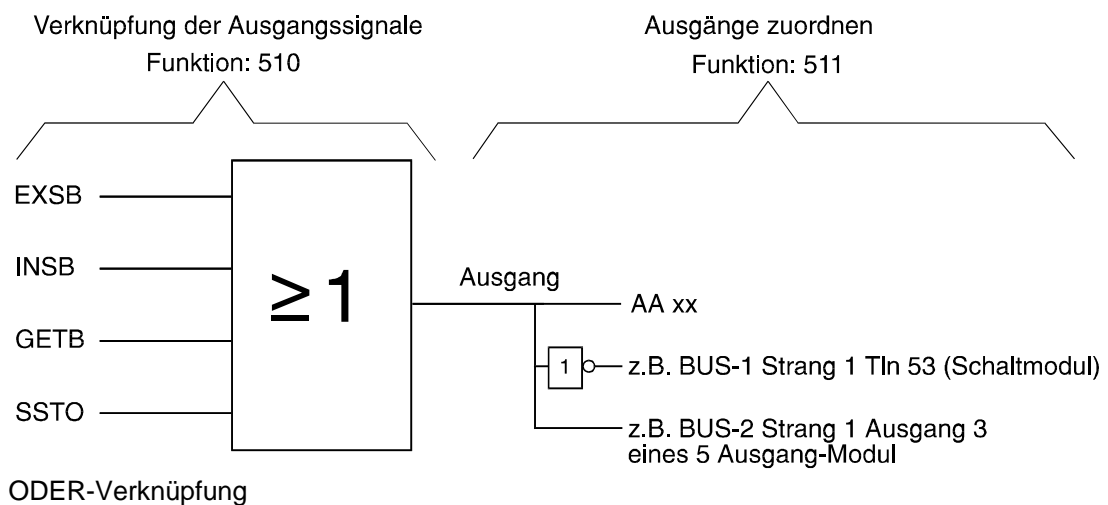 Verknüpfung der Ausgangssignale
Funktion: 510
Ausgänge zuordnen
Funktion: 511
EXSB
INSB
GETB
SSTO
≥ 1
Ausgang
AA xx
1
z.B. BUS-1 Strang 1 Tln 53 (Schaltmodul)
z.B. BUS-2 Strang 1 Ausgang 3
eines 5 Ausgang-Modul
ODER-Verknüpfung